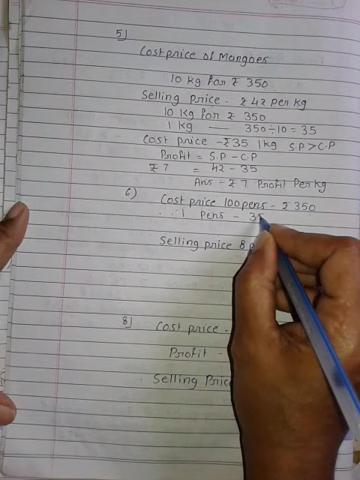 5)
Cost price of Mangoes
10 kg for ₹ 350
Selling price - ₹ 42 per kg
10 kg for ₹ 350
1 kg — 350÷10 = 35
Cost price - ₹35 1kg S.P > C.P
Profit = S.P - C.P
₹ 7 = 42 - 35
Ans - ₹ 7 Profit Per kg
6) Cost price 100 pens - ₹ 350
∴ 1 pens - 35
Selling price 8
8) Cost price -
Profit -
Selling Price